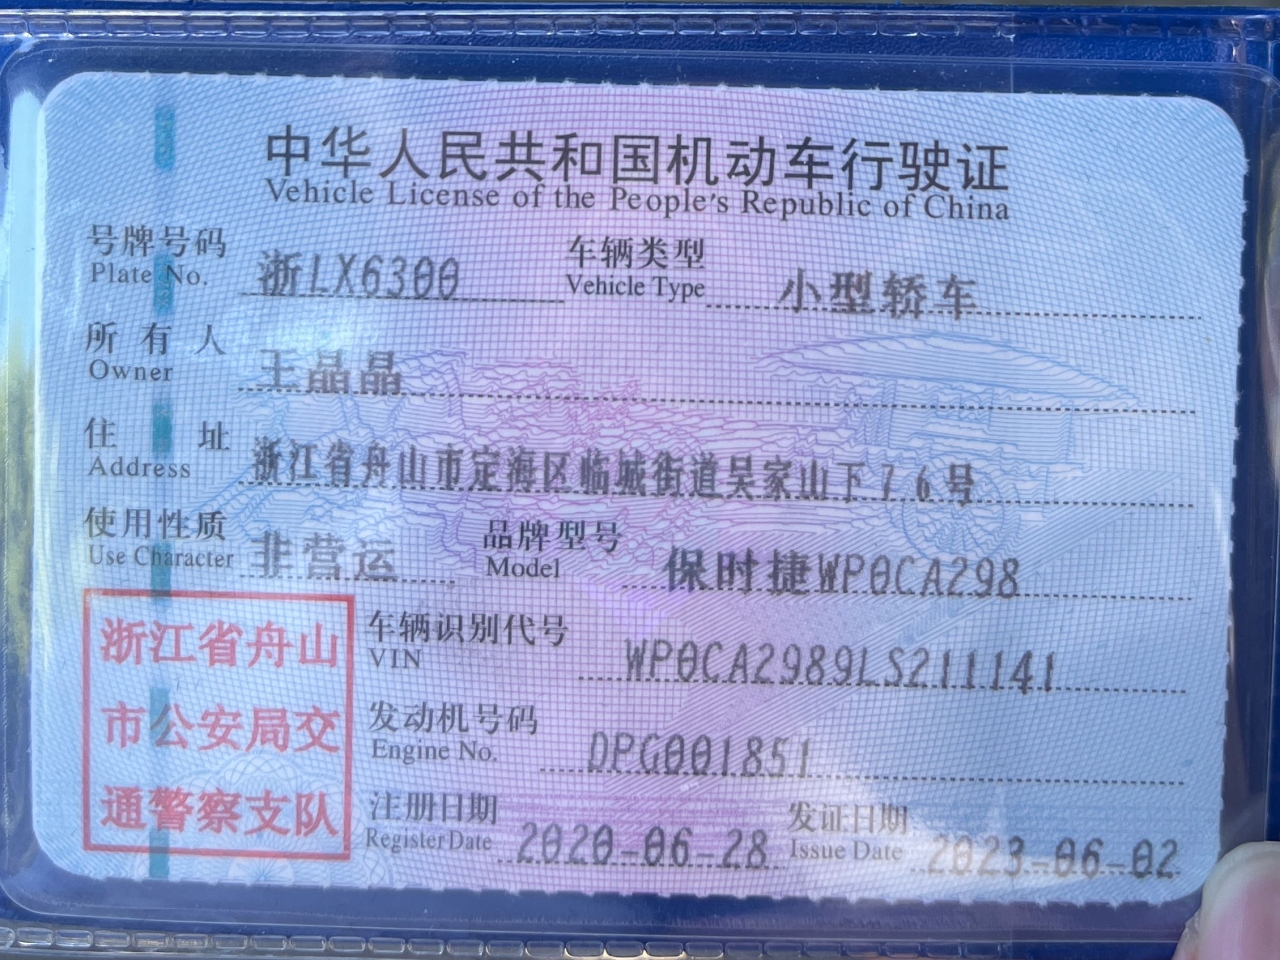 中华人民共和国机动车行驶证
Vehicle License of the People's Republic of China
号牌号码 浙LX6300 车辆类型 小型轿车
Plate No. Vehicle Type
所有人 王晶晶
Owner
住址 浙江省舟山市定海区临城街道吴家山下76号
Address
使用性质 非营运 品牌型号 保时捷WP0CA298
Use Character Model
浙江省舟山
市公安局交
通警察支队
车辆识别代号 WP0CA2989LS211141
VIN
发动机号码 DPG001851
Engine No.
注册日期 2020-06-28 发证日期 2023-06-02
Register Date Issue Date